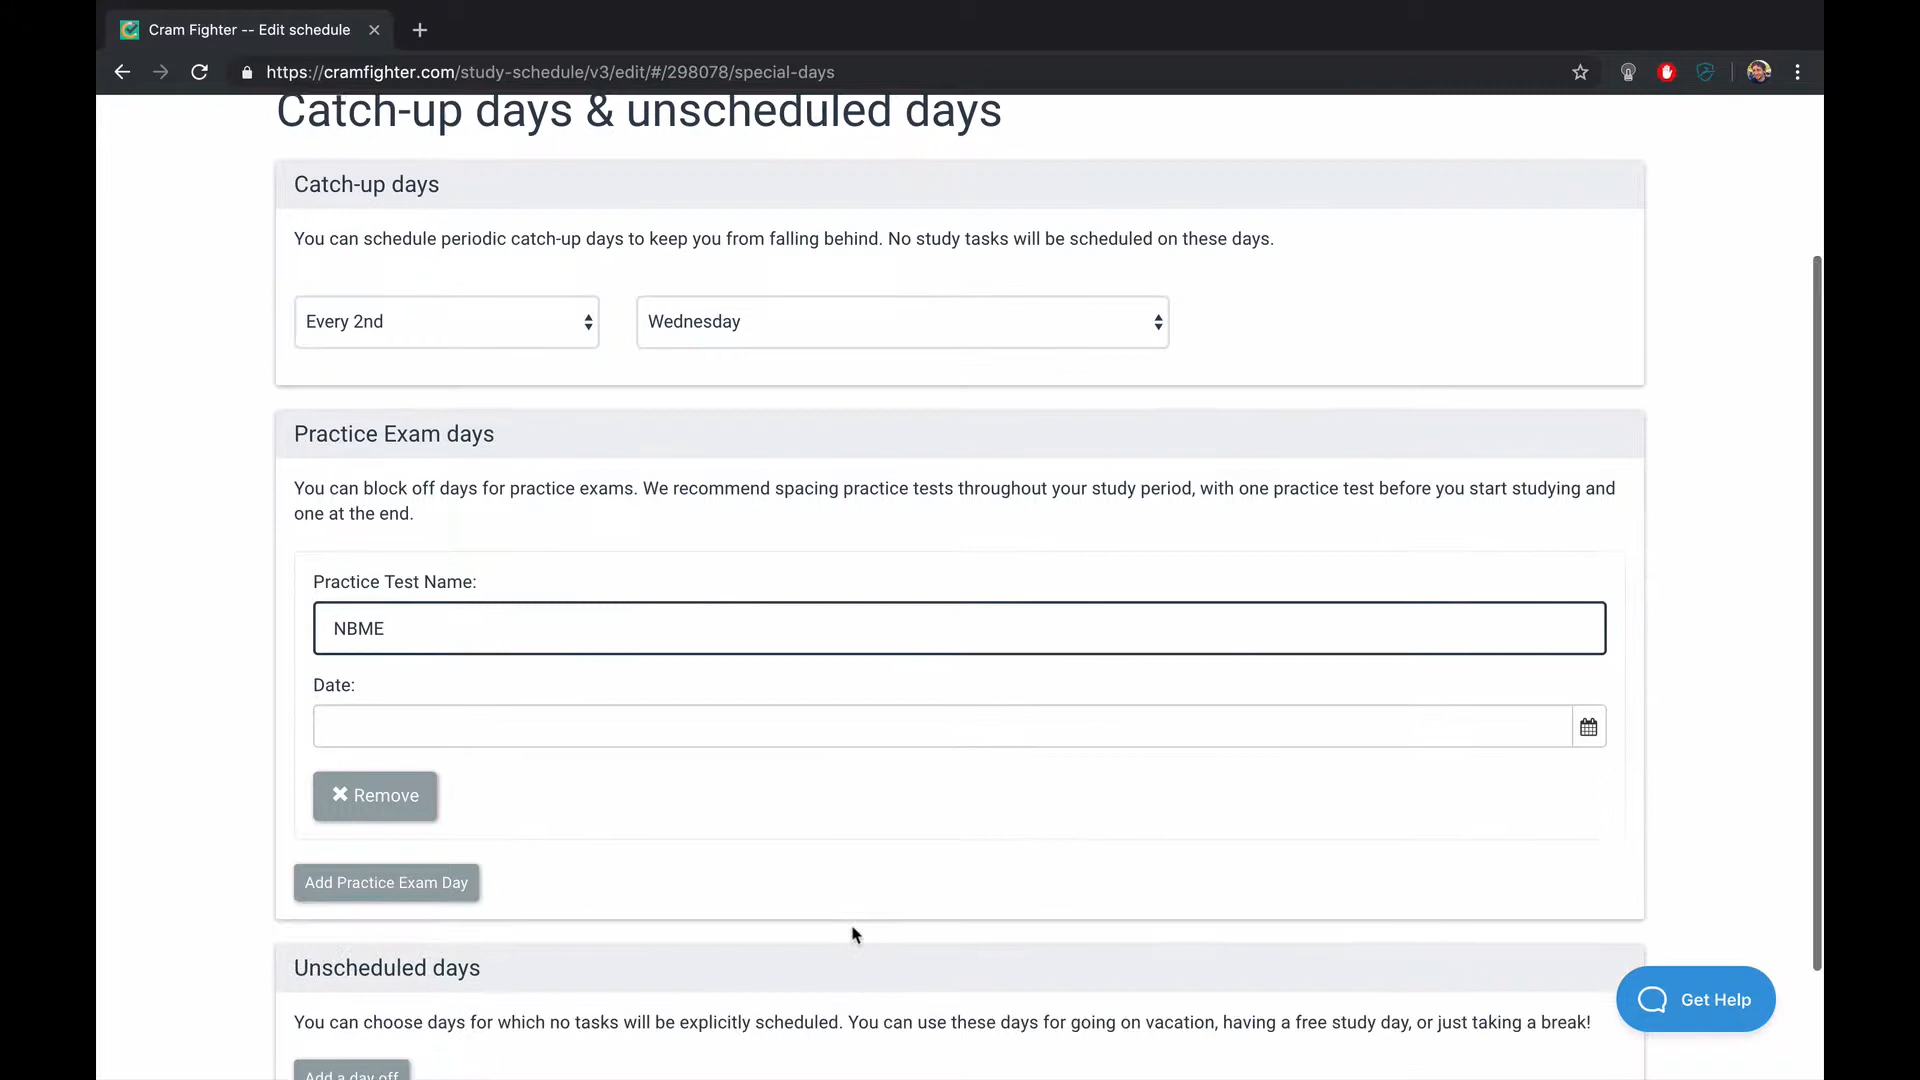 Cram Fighter -- Edit schedule
https://cramfighter.com/study-schedule/v3/edit/#/298078/special-days
Catch-up days & unscheduled days
Catch-up days
You can schedule periodic catch-up days to keep you from falling behind. No study tasks will be scheduled on these days.
Every 2nd
Wednesday
Practice Exam days
You can block off days for practice exams. We recommend spacing practice tests throughout your study period, with one practice test before you start studying and
one at the end.
Practice Test Name:
NBME
Date:
Remove
Add Practice Exam Day
Unscheduled days
You can choose days for which no tasks will be explicitly scheduled. You can use these days for going on vacation, having a free study day, or just taking a break!
Get Help
Add a day off